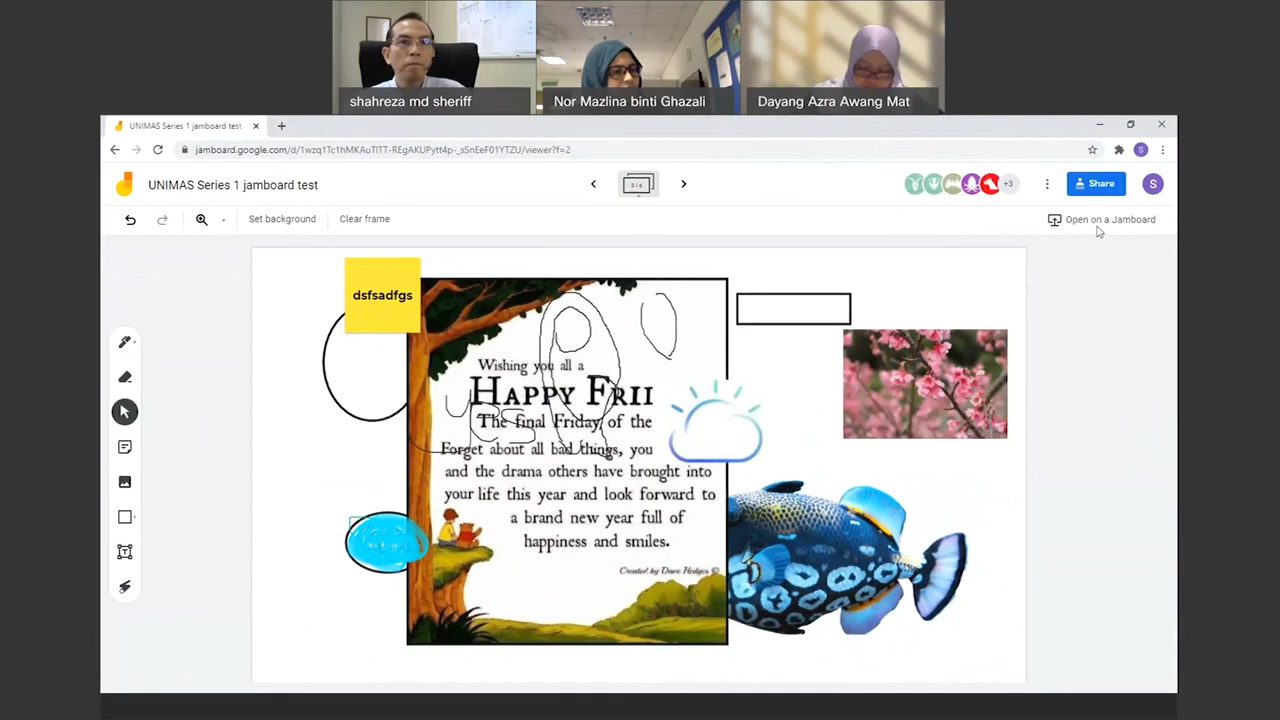 shahreza md sheriff
Nor Mazlina binti Ghazali
Dayang Azra Awang Mat
UNIMAS Series 1 jamboard test
jamboard.google.com/d/1wzq1Tc1hMKAuTlTT-REgAKUPytt4p-_sSnEeF01YTZU/viewer?f=2
S
UNIMAS Series 1 jamboard test
3/6
+3
Share
S
Set background
Clear frame
Open on a Jamboard
dsfsadfgs
Wishing you all a
HAPPY FRI
The final Friday of the
yes
Forget about all bad things, you
and the drama others have brought into
your life this year and look forward to
a brand new year full of
happiness and smiles.
Created by Dave Hedges ©